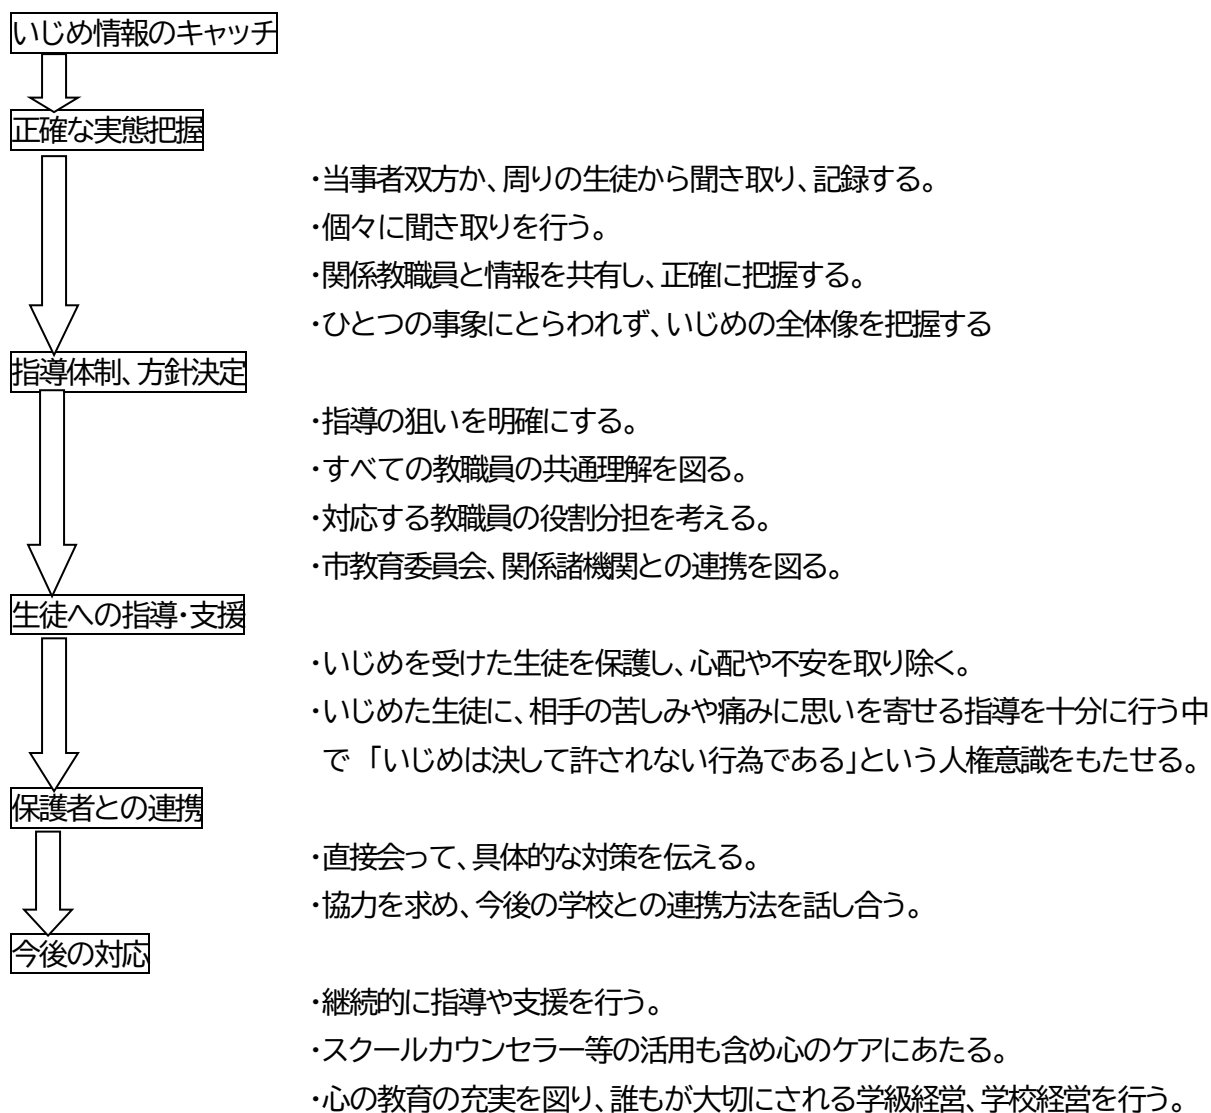 いじめ情報のキャッチ
正確な実態把握
・当事者双方か、周りの生徒から聞き取り、記録する。
・個々に聞き取りを行う。
・関係教職員と情報を共有し、正確に把握する。
・ひとつの事象にとらわれず、いじめの全体像を把握する
指導体制、方針決定
・指導の狙いを明確にする。
・すべての教職員の共通理解を図る。
・対応する教職員の役割分担を考える。
・市教育委員会、関係諸機関との連携を図る。
生徒への指導・支援
・いじめを受けた生徒を保護し、心配や不安を取り除く。
・いじめた生徒に、相手の苦しみや痛みに思いを寄せる指導を十分に行う中
で 「いじめは決して許されない行為である」という人権意識をもたせる。
保護者との連携
・直接会って、具体的な対策を伝える。
・協力を求め、今後の学校との連携方法を話し合う。
今後の対応
・継続的に指導や支援を行う。
・スクールカウンセラー等の活用も含め心のケアにあたる。
・心の教育の充実を図り、誰もが大切にされる学級経営、学校経営を行う。